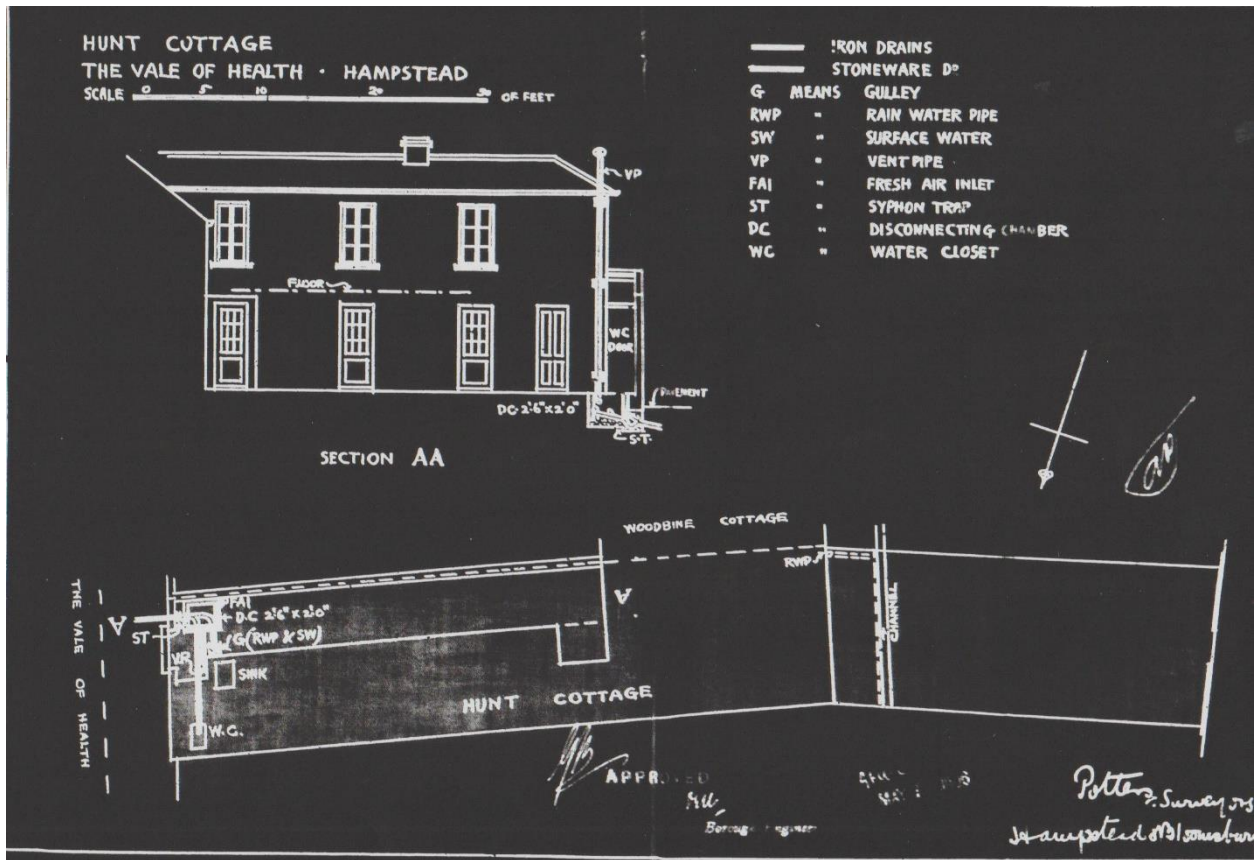 HUNT COTTAGE
THE VALE OF HEALTH · HAMPSTEAD
SCALE 0 5 10 20 30 OF FEET
IRON DRAINS
STONEWARE Dº
G MEANS GULLEY
RWP " RAIN WATER PIPE
SW " SURFACE WATER
VP " VENT PIPE
FAI " FRESH AIR INLET
ST " SYPHON TRAP
DC " DISCONNECTING CHAMBER
WC " WATER CLOSET
VP
FLOOR
WC
DOOR
PAVEMENT
DC 2'6" X 2'0"
S.T.
SECTION AA
WOODBINE COTTAGE
RWP
THE VALE OF HEALTH
A
FAI
D.C 2'6" X 2'0"
ST
G (RWP & SW)
A
CHANNEL
VP
SINK
HUNT COTTAGE
W.C.
APPROVED
Borough Engineer
Potters, Surveyors
Hampstead & Bloomsbury